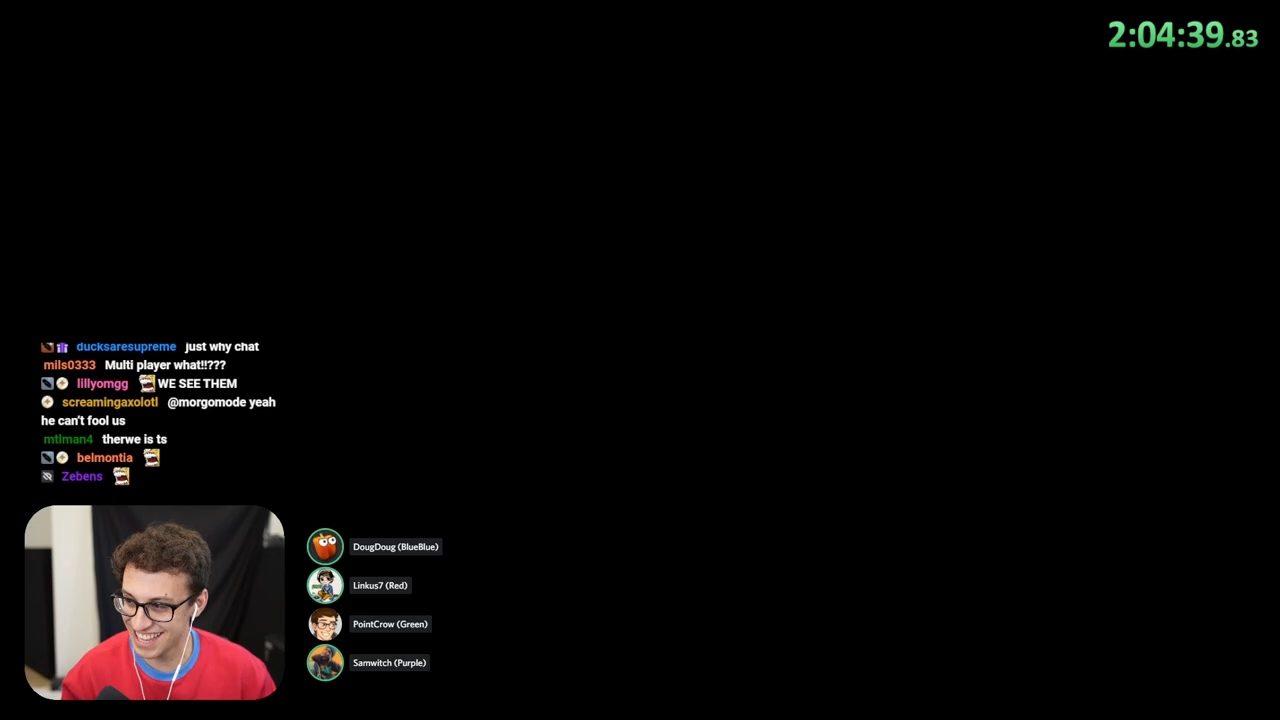 2:04:39.83
ducksaresupreme just why chat
mils0333 Multi player what!!???
lillyomgg WE SEE THEM
screamingaxolotl @morgomode yeah
he can't fool us
mtlman4 therwe is ts
belmontia
Zebens
DougDoug (BlueBlue)
Linkus7 (Red)
PointCrow (Green)
Samwitch (Purple)